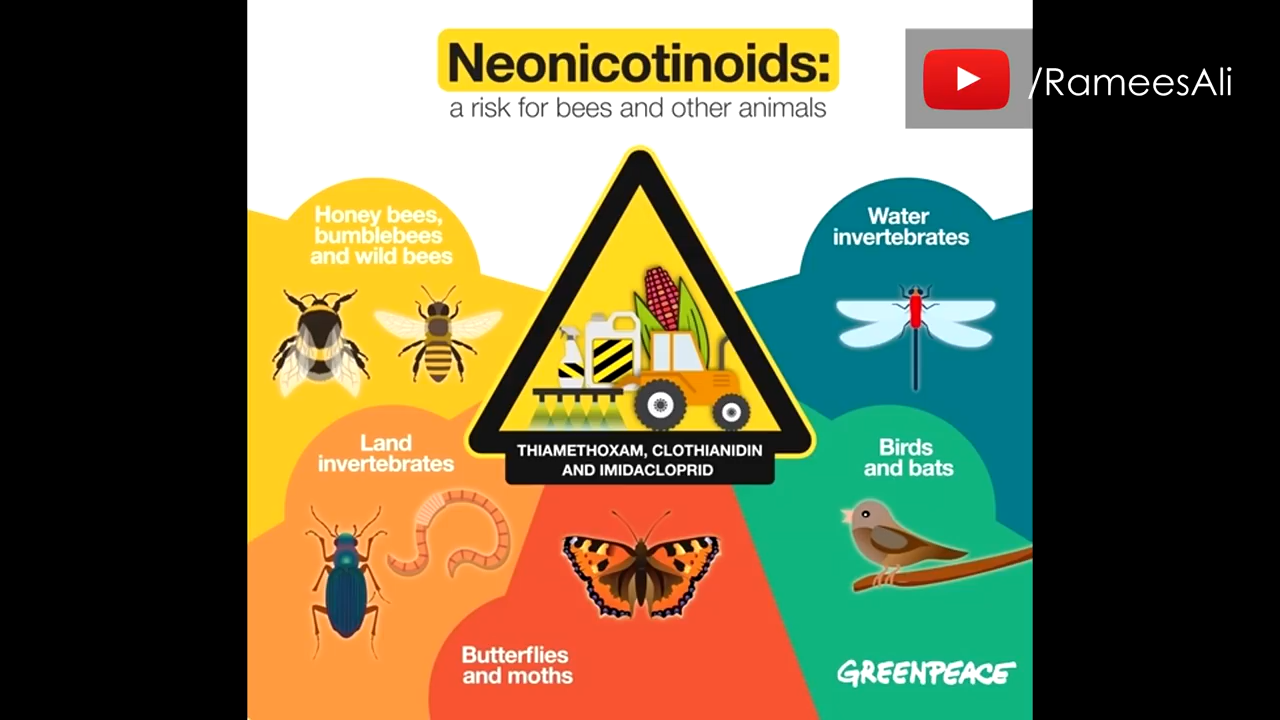 Neonicotinoids:
a risk for bees and other animals
/RameesAli
Honey bees,
bumblebees
and wild bees
Water
invertebrates
THIAMETHOXAM, CLOTHIANIDIN
AND IMIDACLOPRID
Land
invertebrates
Birds
and bats
Butterflies
and moths
GREENPEACE